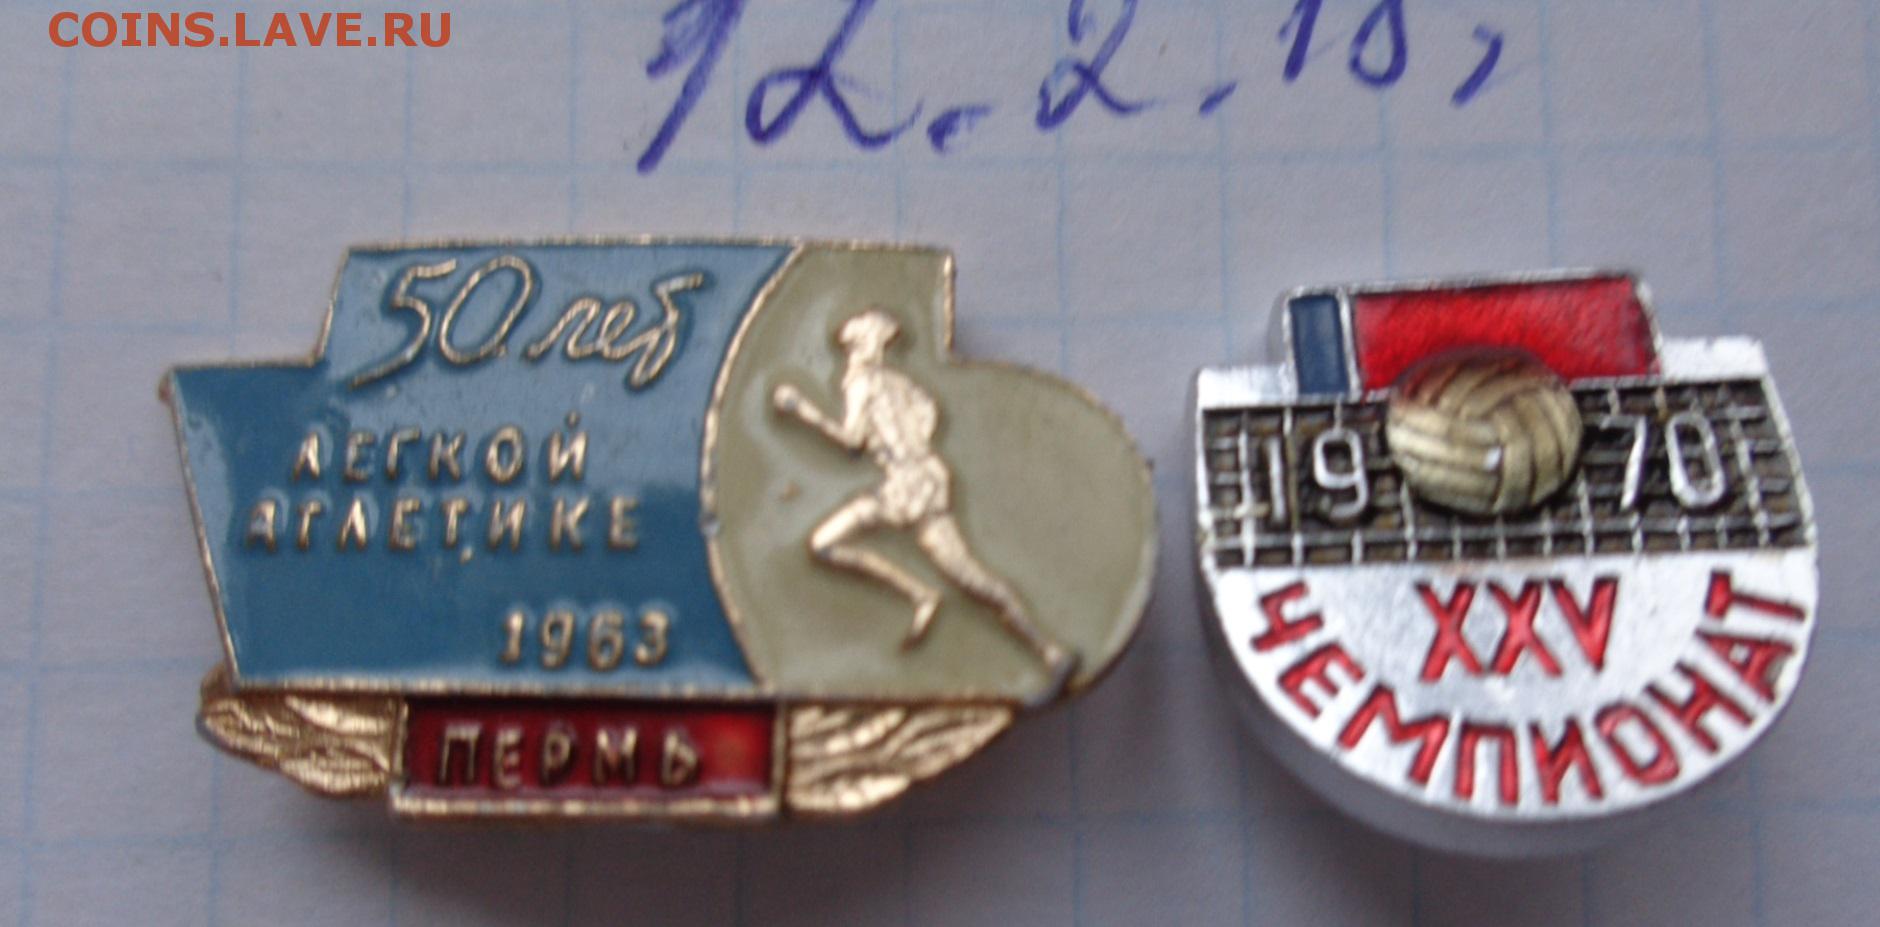 COINS.LAVE.RU
12.2.18,
50 лет
ЛЕГКОЙ
АТЛЕТИКЕ
1963
ПЕРМЬ
1970
XXV
ЧЕМПИОНАТ